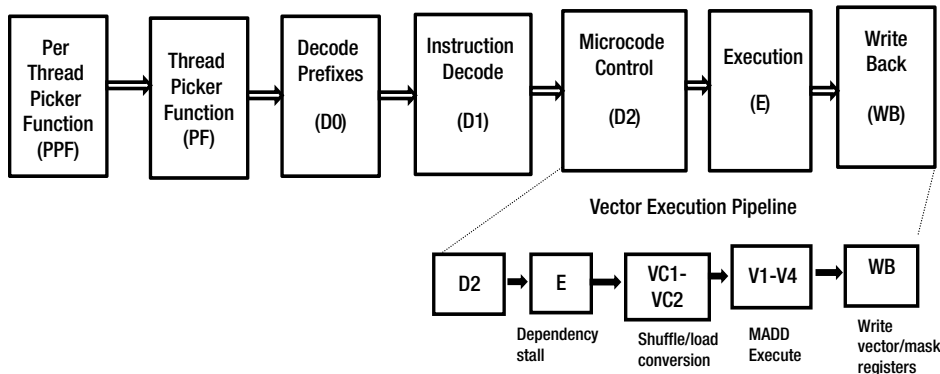 Per
Thread
Picker
Function
(PPF)
Thread
Picker
Function
(PF)
Decode
Prefixes
(D0)
Instruction
Decode
(D1)
Microcode
Control
(D2)
Execution
(E)
Write
Back
(WB)
Vector Execution Pipeline
D2
E
VC1-
VC2
V1-V4
WB
Dependency
stall
Shuffle/load
conversion
MADD
Execute
Write
vector/mask
registers